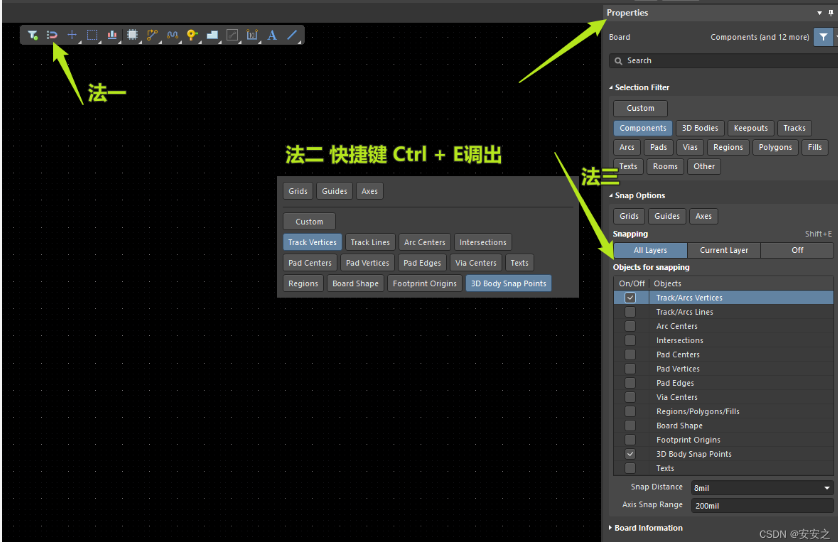 Properties
Board Components (and 12 more)
Search
法一
Selection Filter
Custom
Components 3D Bodies Keepouts Tracks
Arcs Pads Vias Regions Polygons Fills
Texts Rooms Other
法二 快捷键 Ctrl + E调出
Grids Guides Axes
Custom
Track Vertices Track Lines Arc Centers Intersections
Pad Centers Pad Vertices Pad Edges Via Centers Texts
Regions Board Shape Footprint Origins 3D Body Snap Points
法三
Snap Options
Grids Guides Axes
Snapping Shift+E
All Layers Current Layer Off
Objects for snapping
On/Off Objects
Track/Arcs Vertices
Track/Arcs Lines
Arc Centers
Intersections
Pad Centers
Pad Vertices
Pad Edges
Via Centers
Regions/Polygons/Fills
Board Shape
Footprint Origins
3D Body Snap Points
Texts
Snap Distance 8mil
Axis Snap Range 200mil
Board Information
CSDN @安安之